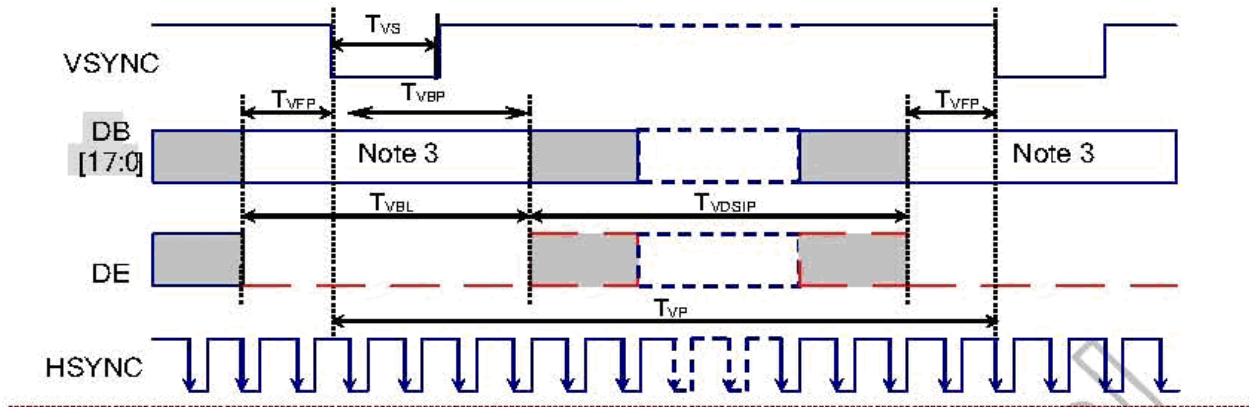 TVS
VSYNC
TVFP TVBP TVFP
DB
[17:0]
Note 3 Note 3
TVBL TVDSIP
DE
TVP
HSYNC